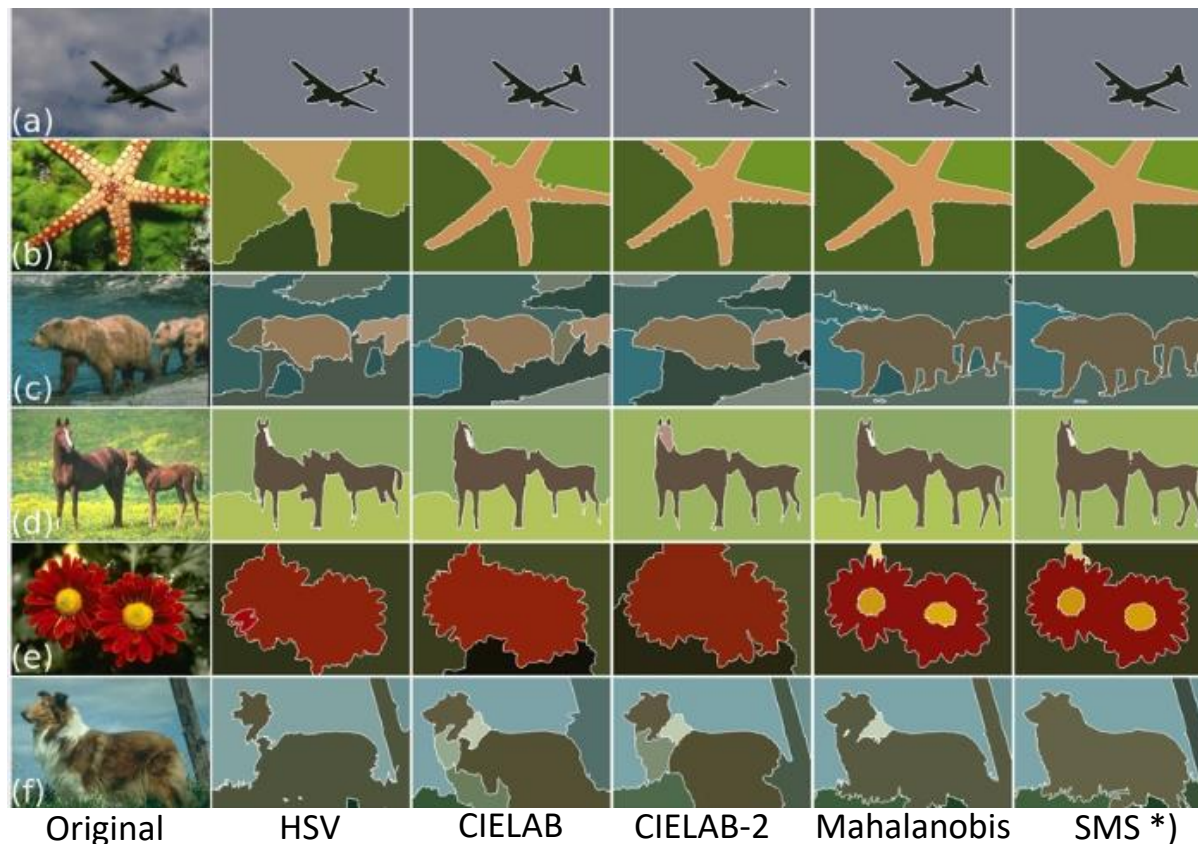 (a)
(b)
(c)
(d)
(e)
(f)
Original HSV CIELAB CIELAB-2 Mahalanobis SMS *)